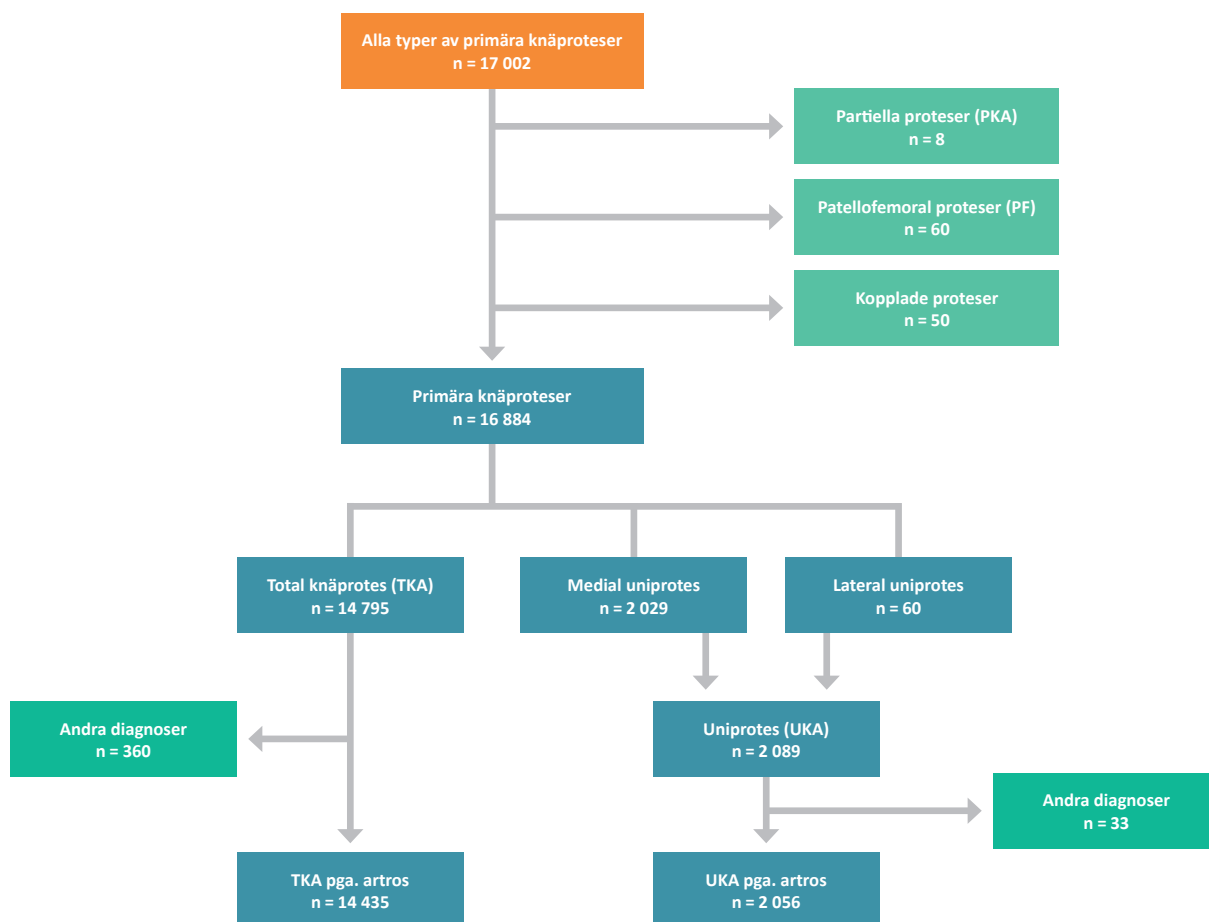 Alla typer av primära knäproteser
n = 17 002
Partiella proteser (PKA)
n = 8
Patellofemoral proteser (PF)
n = 60
Kopplade proteser
n = 50
Primära knäproteser
n = 16 884
Total knäprotes (TKA)
n = 14 795
Medial uniprotes
n = 2 029
Lateral uniprotes
n = 60
Andra diagnoser
n = 360
Uniprotes (UKA)
n = 2 089
Andra diagnoser
n = 33
TKA pga. artros
n = 14 435
UKA pga. artros
n = 2 056